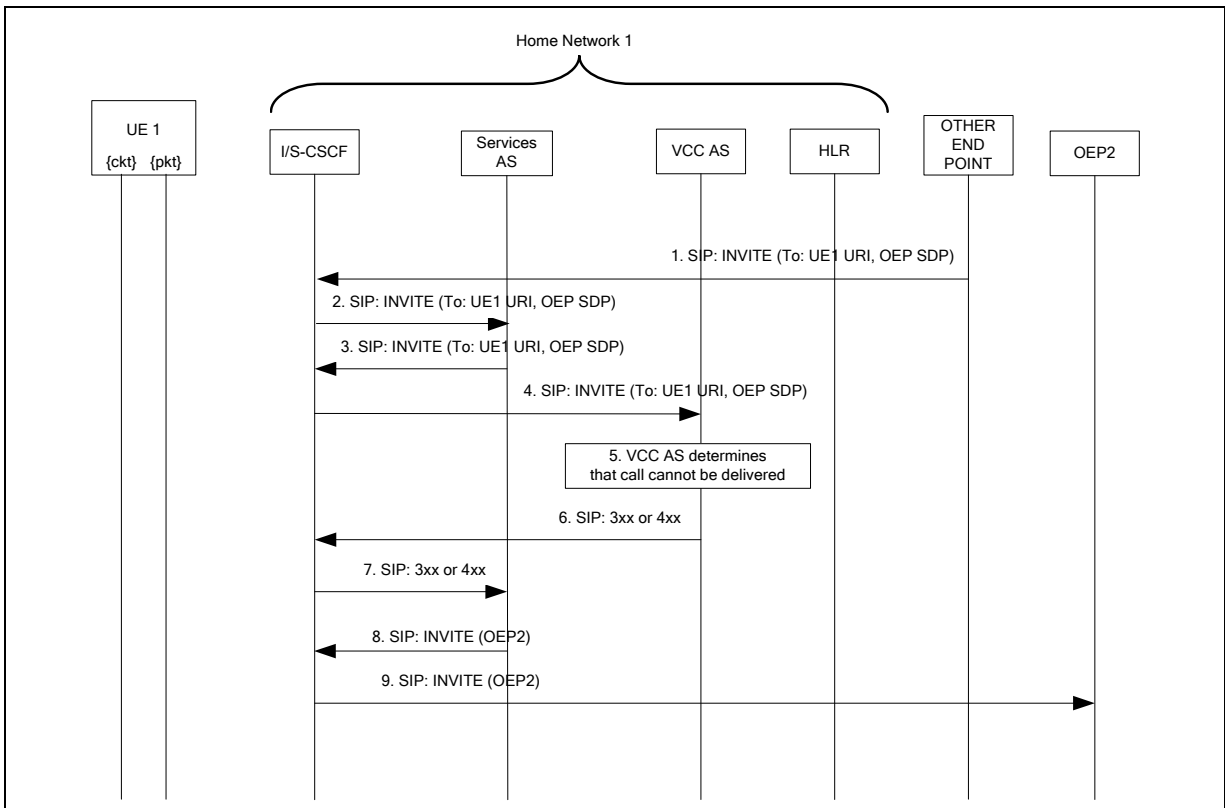 Home Network 1
UE 1
{ckt} {pkt}
I/S-CSCF
Services
AS
VCC AS
HLR
OTHER
END
POINT
OEP2
1. SIP: INVITE (To: UE1 URI, OEP SDP)
2. SIP: INVITE (To: UE1 URI, OEP SDP)
3. SIP: INVITE (To: UE1 URI, OEP SDP)
4. SIP: INVITE (To: UE1 URI, OEP SDP)
5. VCC AS determines
that call cannot be delivered
6. SIP: 3xx or 4xx
7. SIP: 3xx or 4xx
8. SIP: INVITE (OEP2)
9. SIP: INVITE (OEP2)